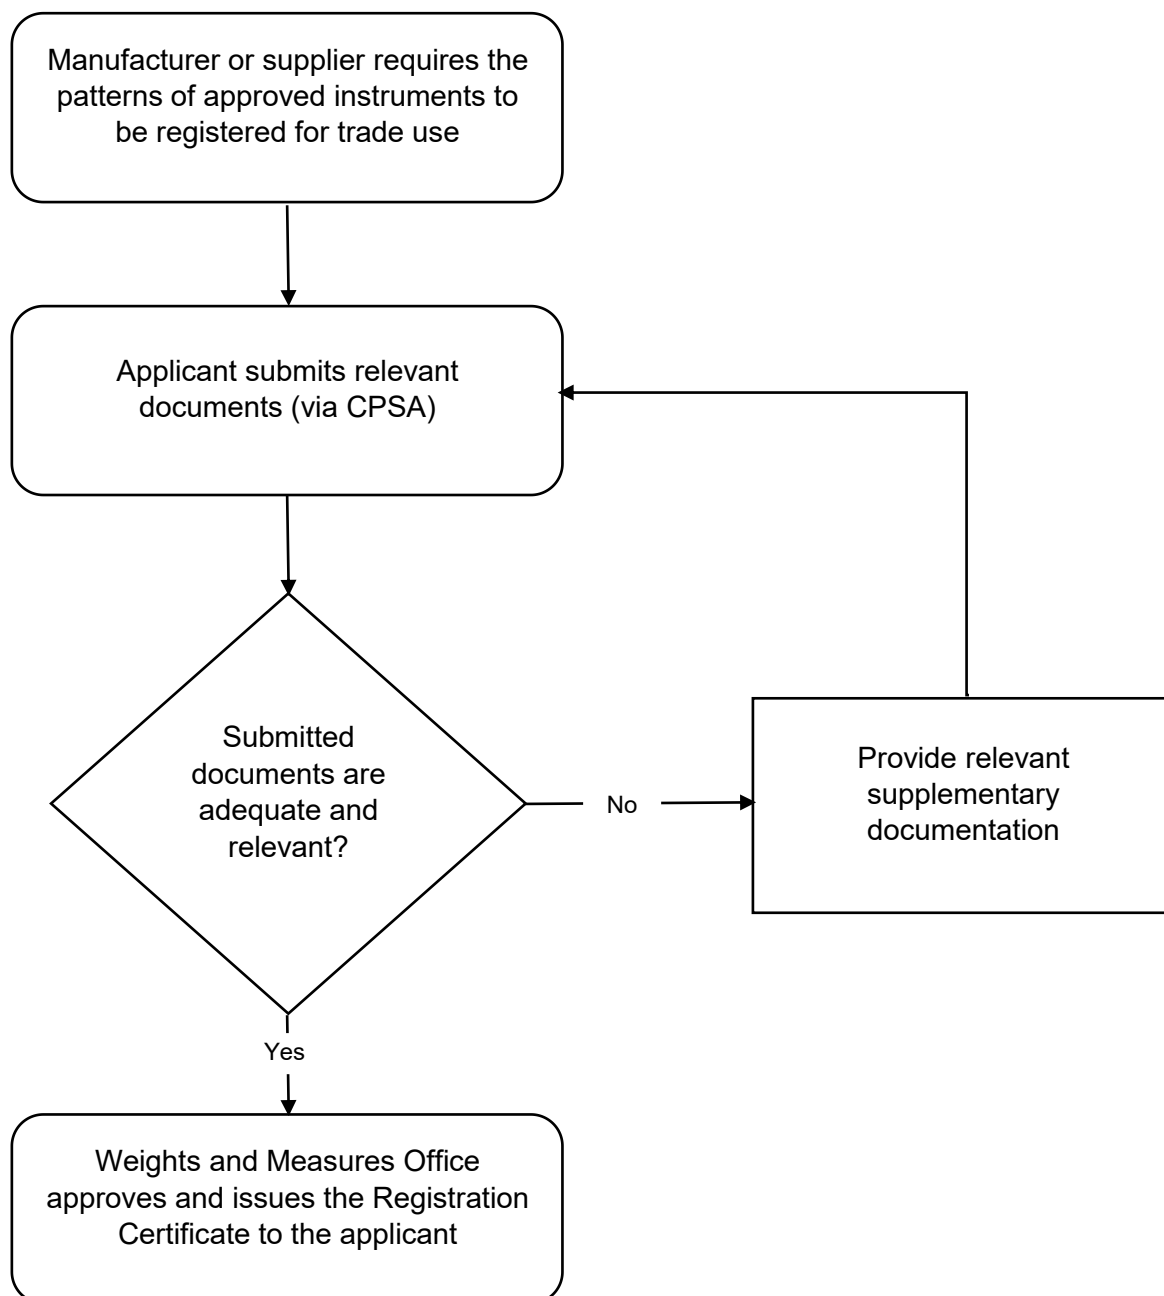 Manufacturer or supplier requires the
patterns of approved instruments to
be registered for trade use
Applicant submits relevant
documents (via CPSA)
Submitted
documents are
adequate and
relevant?
No
Provide relevant
supplementary
documentation
Yes
Weights and Measures Office
approves and issues the Registration
Certificate to the applicant